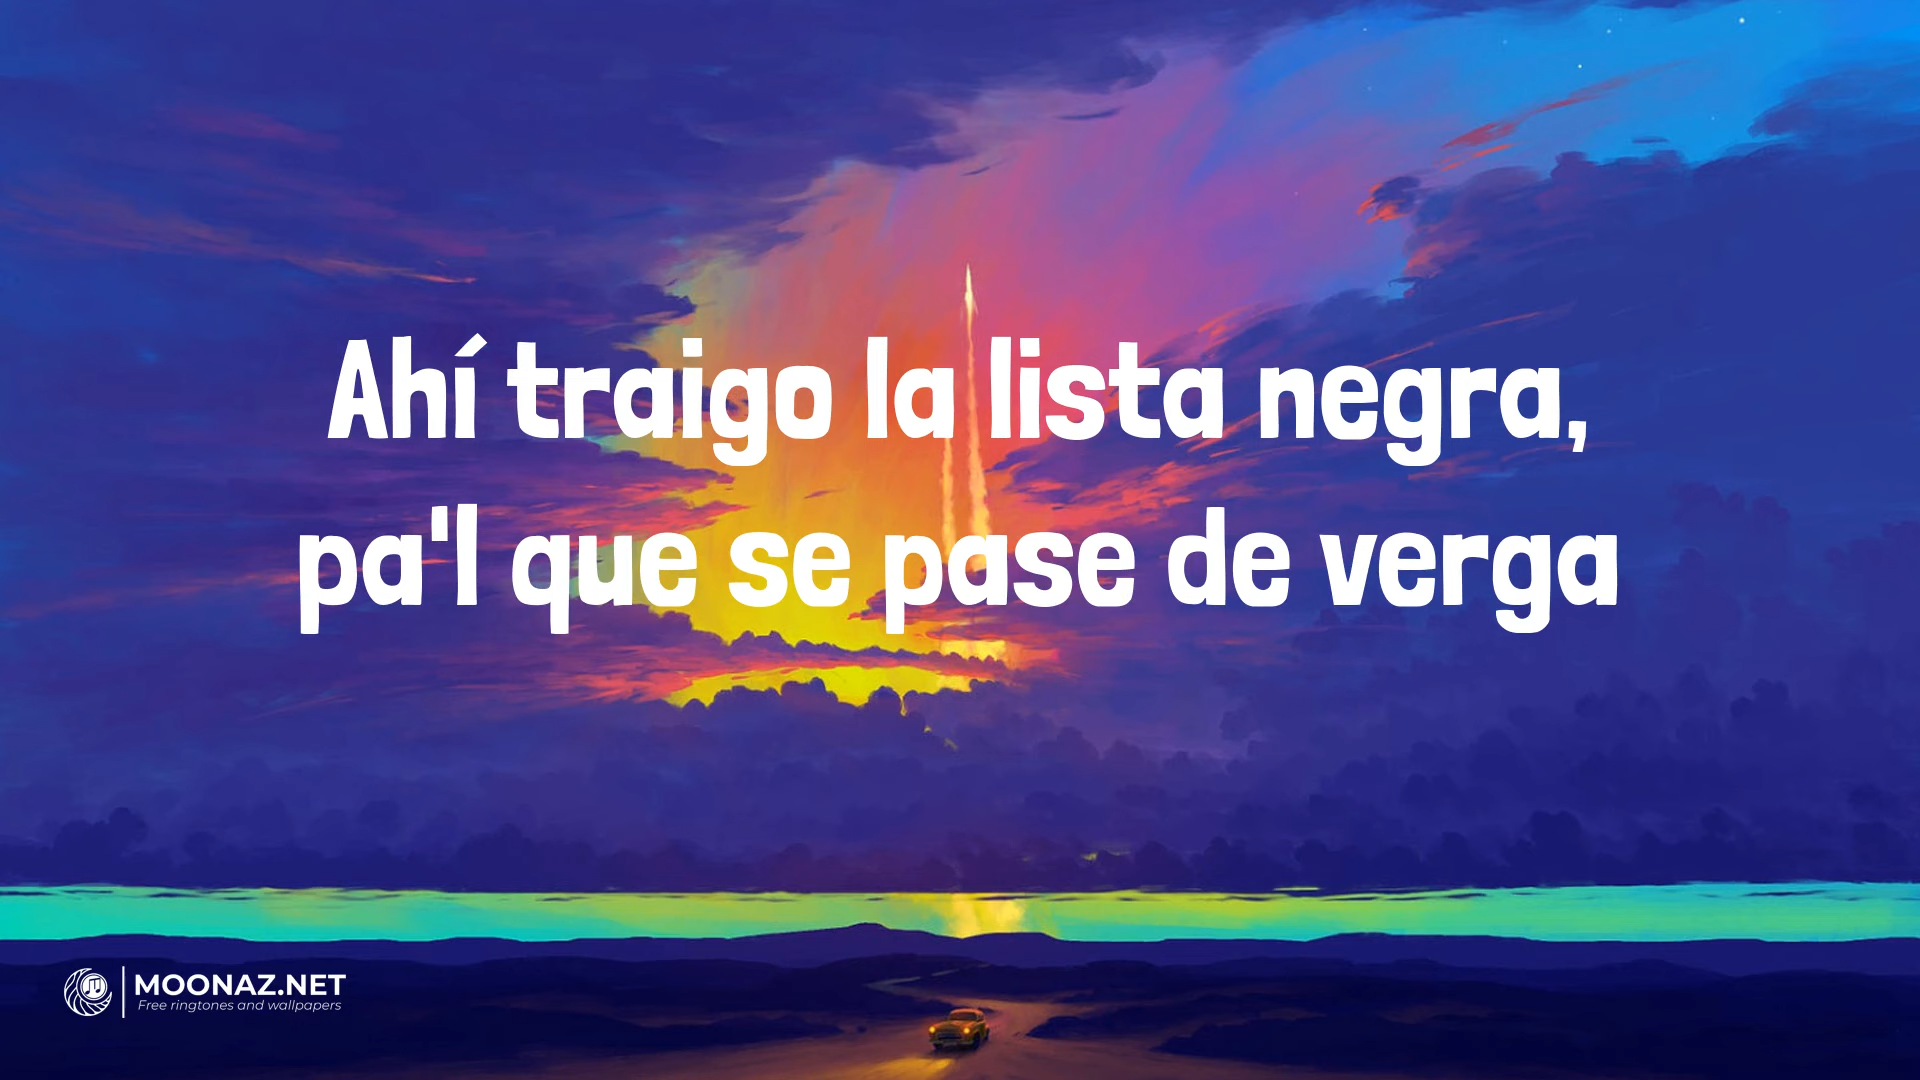 Ahí traigo la lista negra,
pa'l que se pase de verga
MOONAZ.NET
Free ringtones and wallpapers